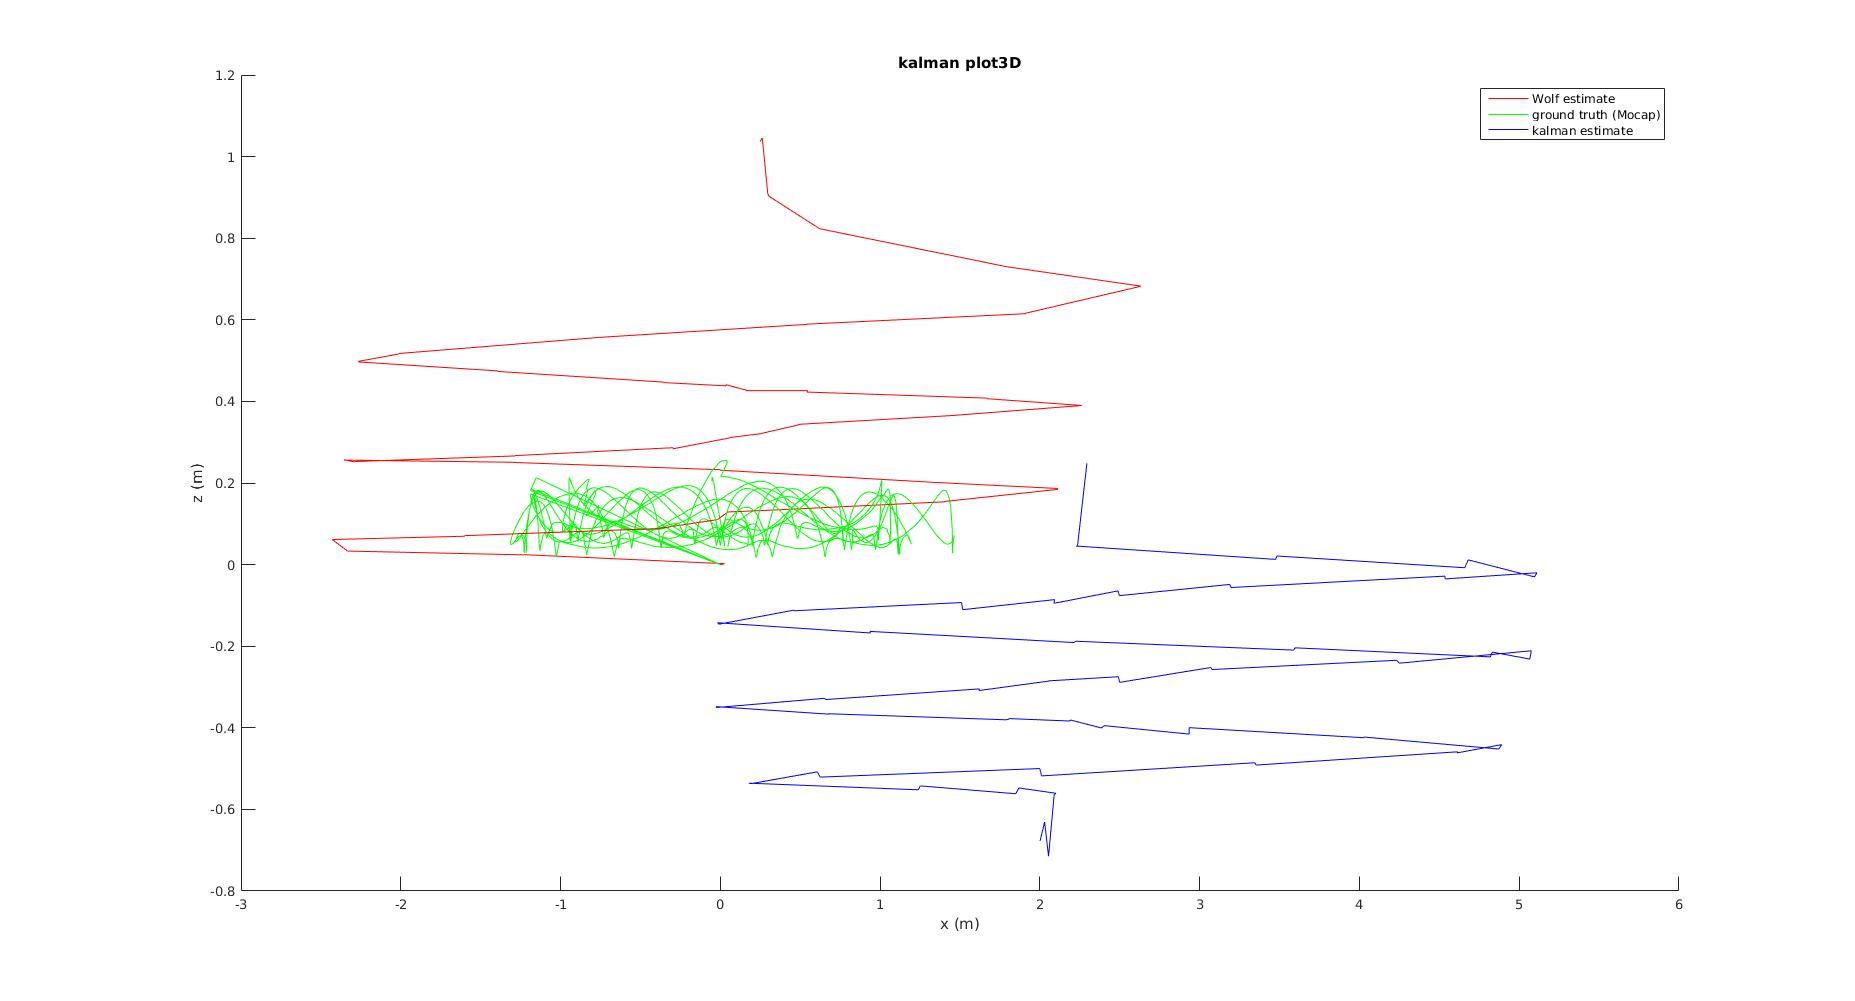 kalman plot3D
Wolf estimate
ground truth (Mocap)
kalman estimate
1.2
1
0.8
0.6
0.4
0.2
0
-0.2
-0.4
-0.6
-0.8
z (m)
-3 -2 -1 0 1 2 3 4 5 6
x (m)